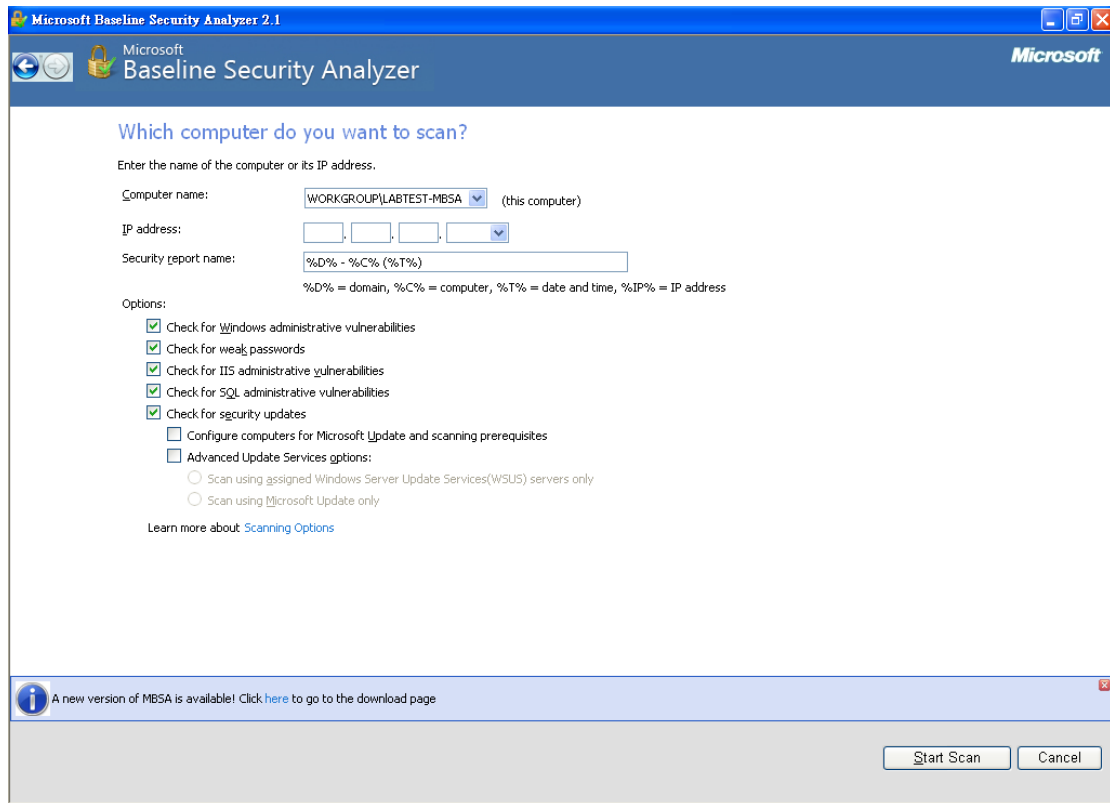 Microsoft Baseline Security Analyzer 2.1
Microsoft
Baseline Security Analyzer
Microsoft
Which computer do you want to scan?
Enter the name of the computer or its IP address.
Computer name:
WORKGROUP\LABTEST-MBSA
(this computer)
IP address:
. . .
Security report name:
%D% - %C% (%T%)
%D% = domain, %C% = computer, %T% = date and time, %IP% = IP address
Options:
Check for Windows administrative vulnerabilities
Check for weak passwords
Check for IIS administrative vulnerabilities
Check for SQL administrative vulnerabilities
Check for security updates
Configure computers for Microsoft Update and scanning prerequisites
Advanced Update Services options:
Scan using assigned Windows Server Update Services(WSUS) servers only
Scan using Microsoft Update only
Learn more about Scanning Options
A new version of MBSA is available! Click here to go to the download page
Start Scan
Cancel